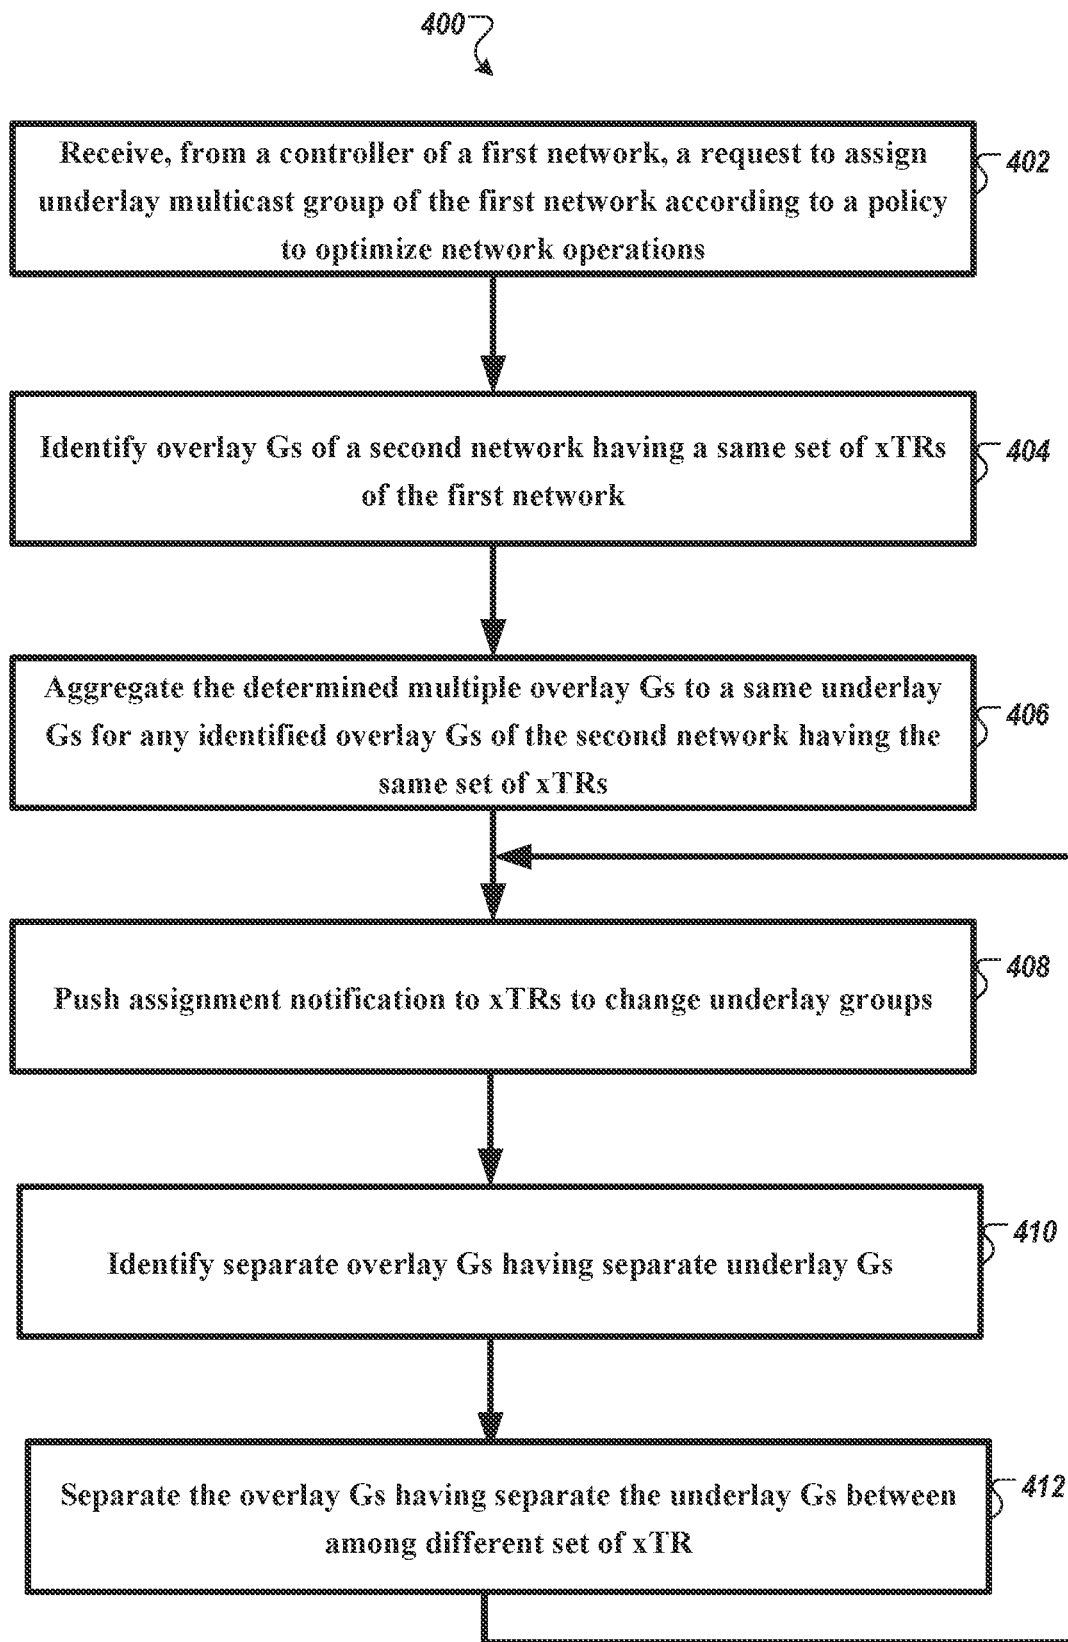 400
Receive, from a controller of a first network, a request to assign
underlay multicast group of the first network according to a policy
to optimize network operations
402
Identify overlay Gs of a second network having a same set of xTRs
of the first network
404
Aggregate the determined multiple overlay Gs to a same underlay
Gs for any identified overlay Gs of the second network having the
same set of xTRs
406
Push assignment notification to xTRs to change underlay groups
408
Identify separate overlay Gs having separate underlay Gs
410
Separate the overlay Gs having separate the underlay Gs between
among different set of xTR
412